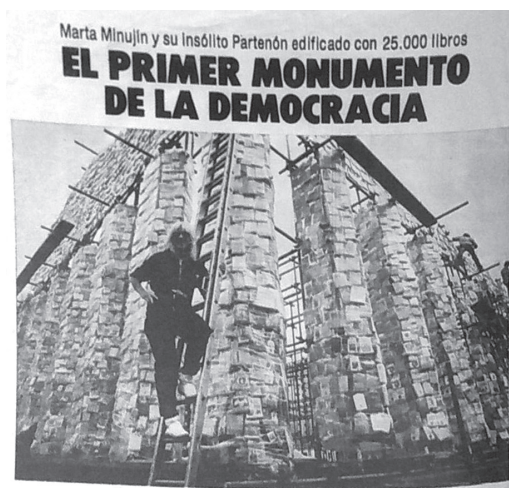 Marta Minujín y su insólito Partenón edificado con 25.000 libros
EL PRIMER MONUMENTO
DE LA DEMOCRACIA